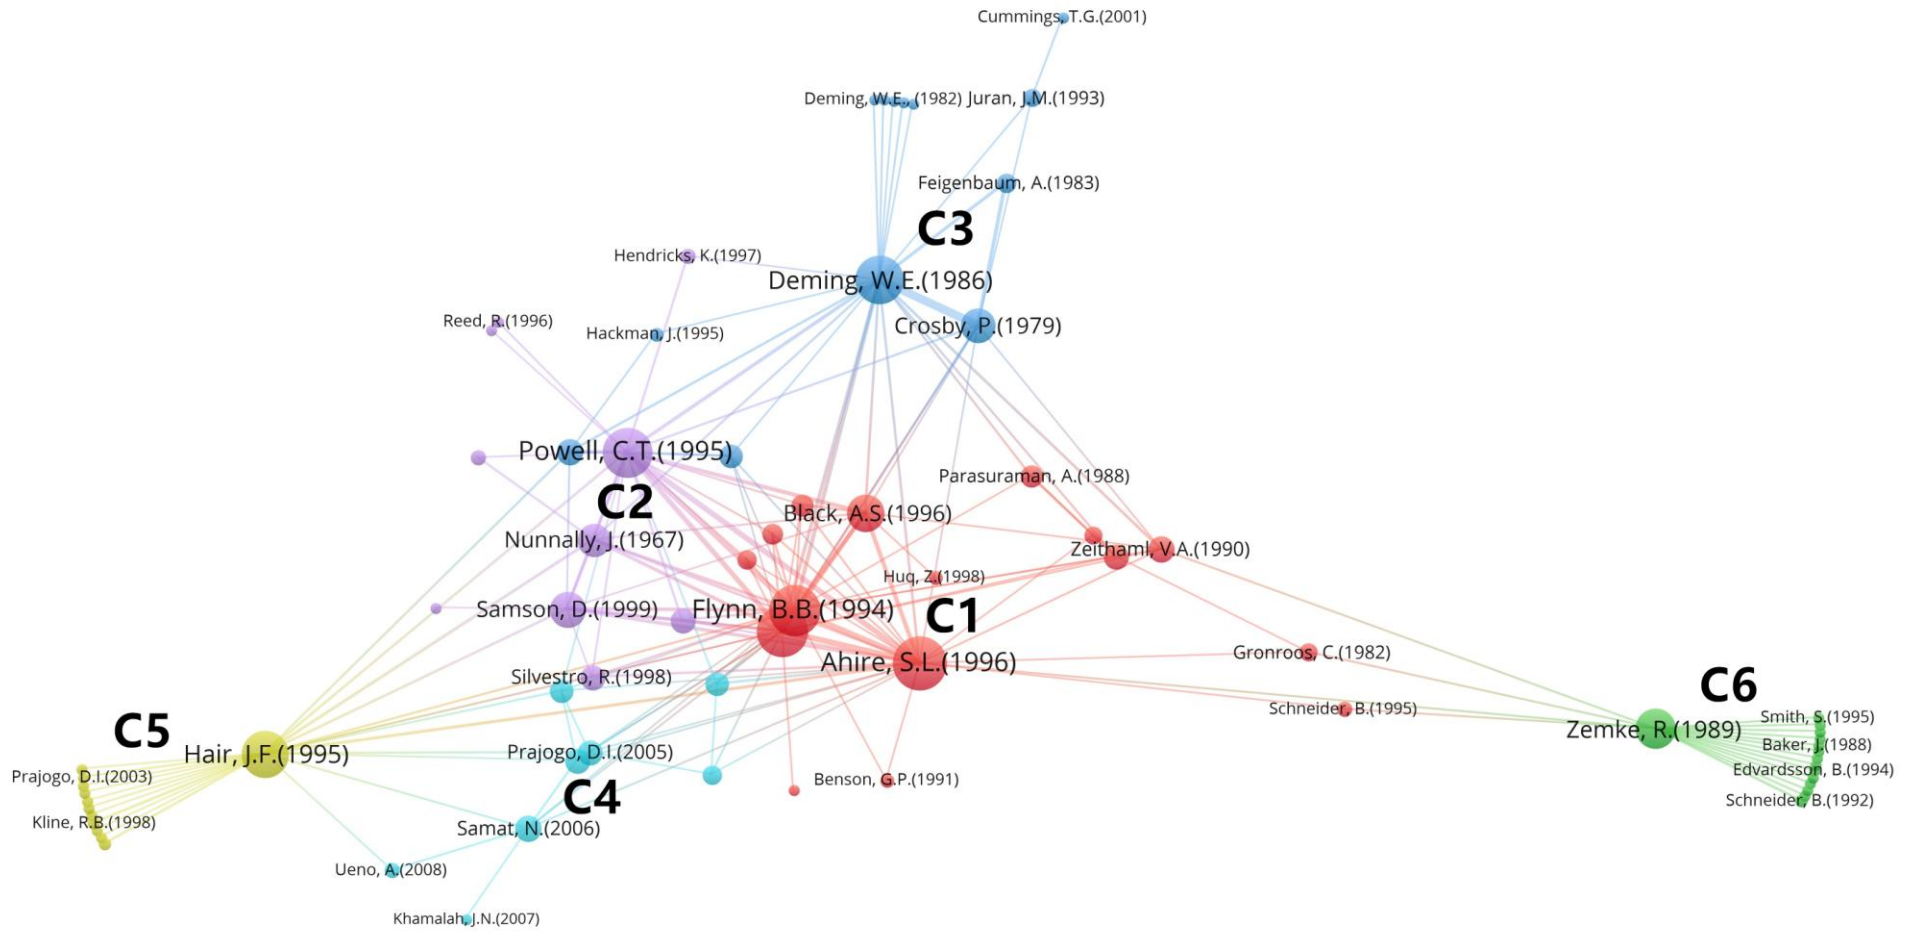 Cummings, T.G.(2001)
Deming, W.E., (1982)
Juran, J.M.(1993)
Feigenbaum, A.(1983)
C3
Hendricks, K.(1997)
Deming, W.E.(1986)
Reed, R.(1996)
Hackman, J.(1995)
Crosby, P.(1979)
Powell, C.T.(1995)
Parasuraman, A.(1988)
C2
Black, A.S.(1996)
Nunnally, J.(1967)
Zeithaml, V.A.(1990)
Huq, Z.(1998)
Samson, D.(1999)
Flynn, B.B.(1994)
C1
Gronroos, C.(1982)
Ahire, S.L.(1996)
Silvestro, R.(1998)
C6
Schneider, B.(1995)
Smith, S.(1995)
Zemke, R.(1989)
C5
Baker, J.(1988)
Hair, J.F.(1995)
Prajogo, D.I.(2005)
Edvardsson, B.(1994)
Prajogo, D.I.(2003)
Benson, G.P.(1991)
C4
Schneider, B.(1992)
Kline, R.B.(1998)
Samat, N.(2006)
Ueno, A.(2008)
Khamalah, J.N.(2007)